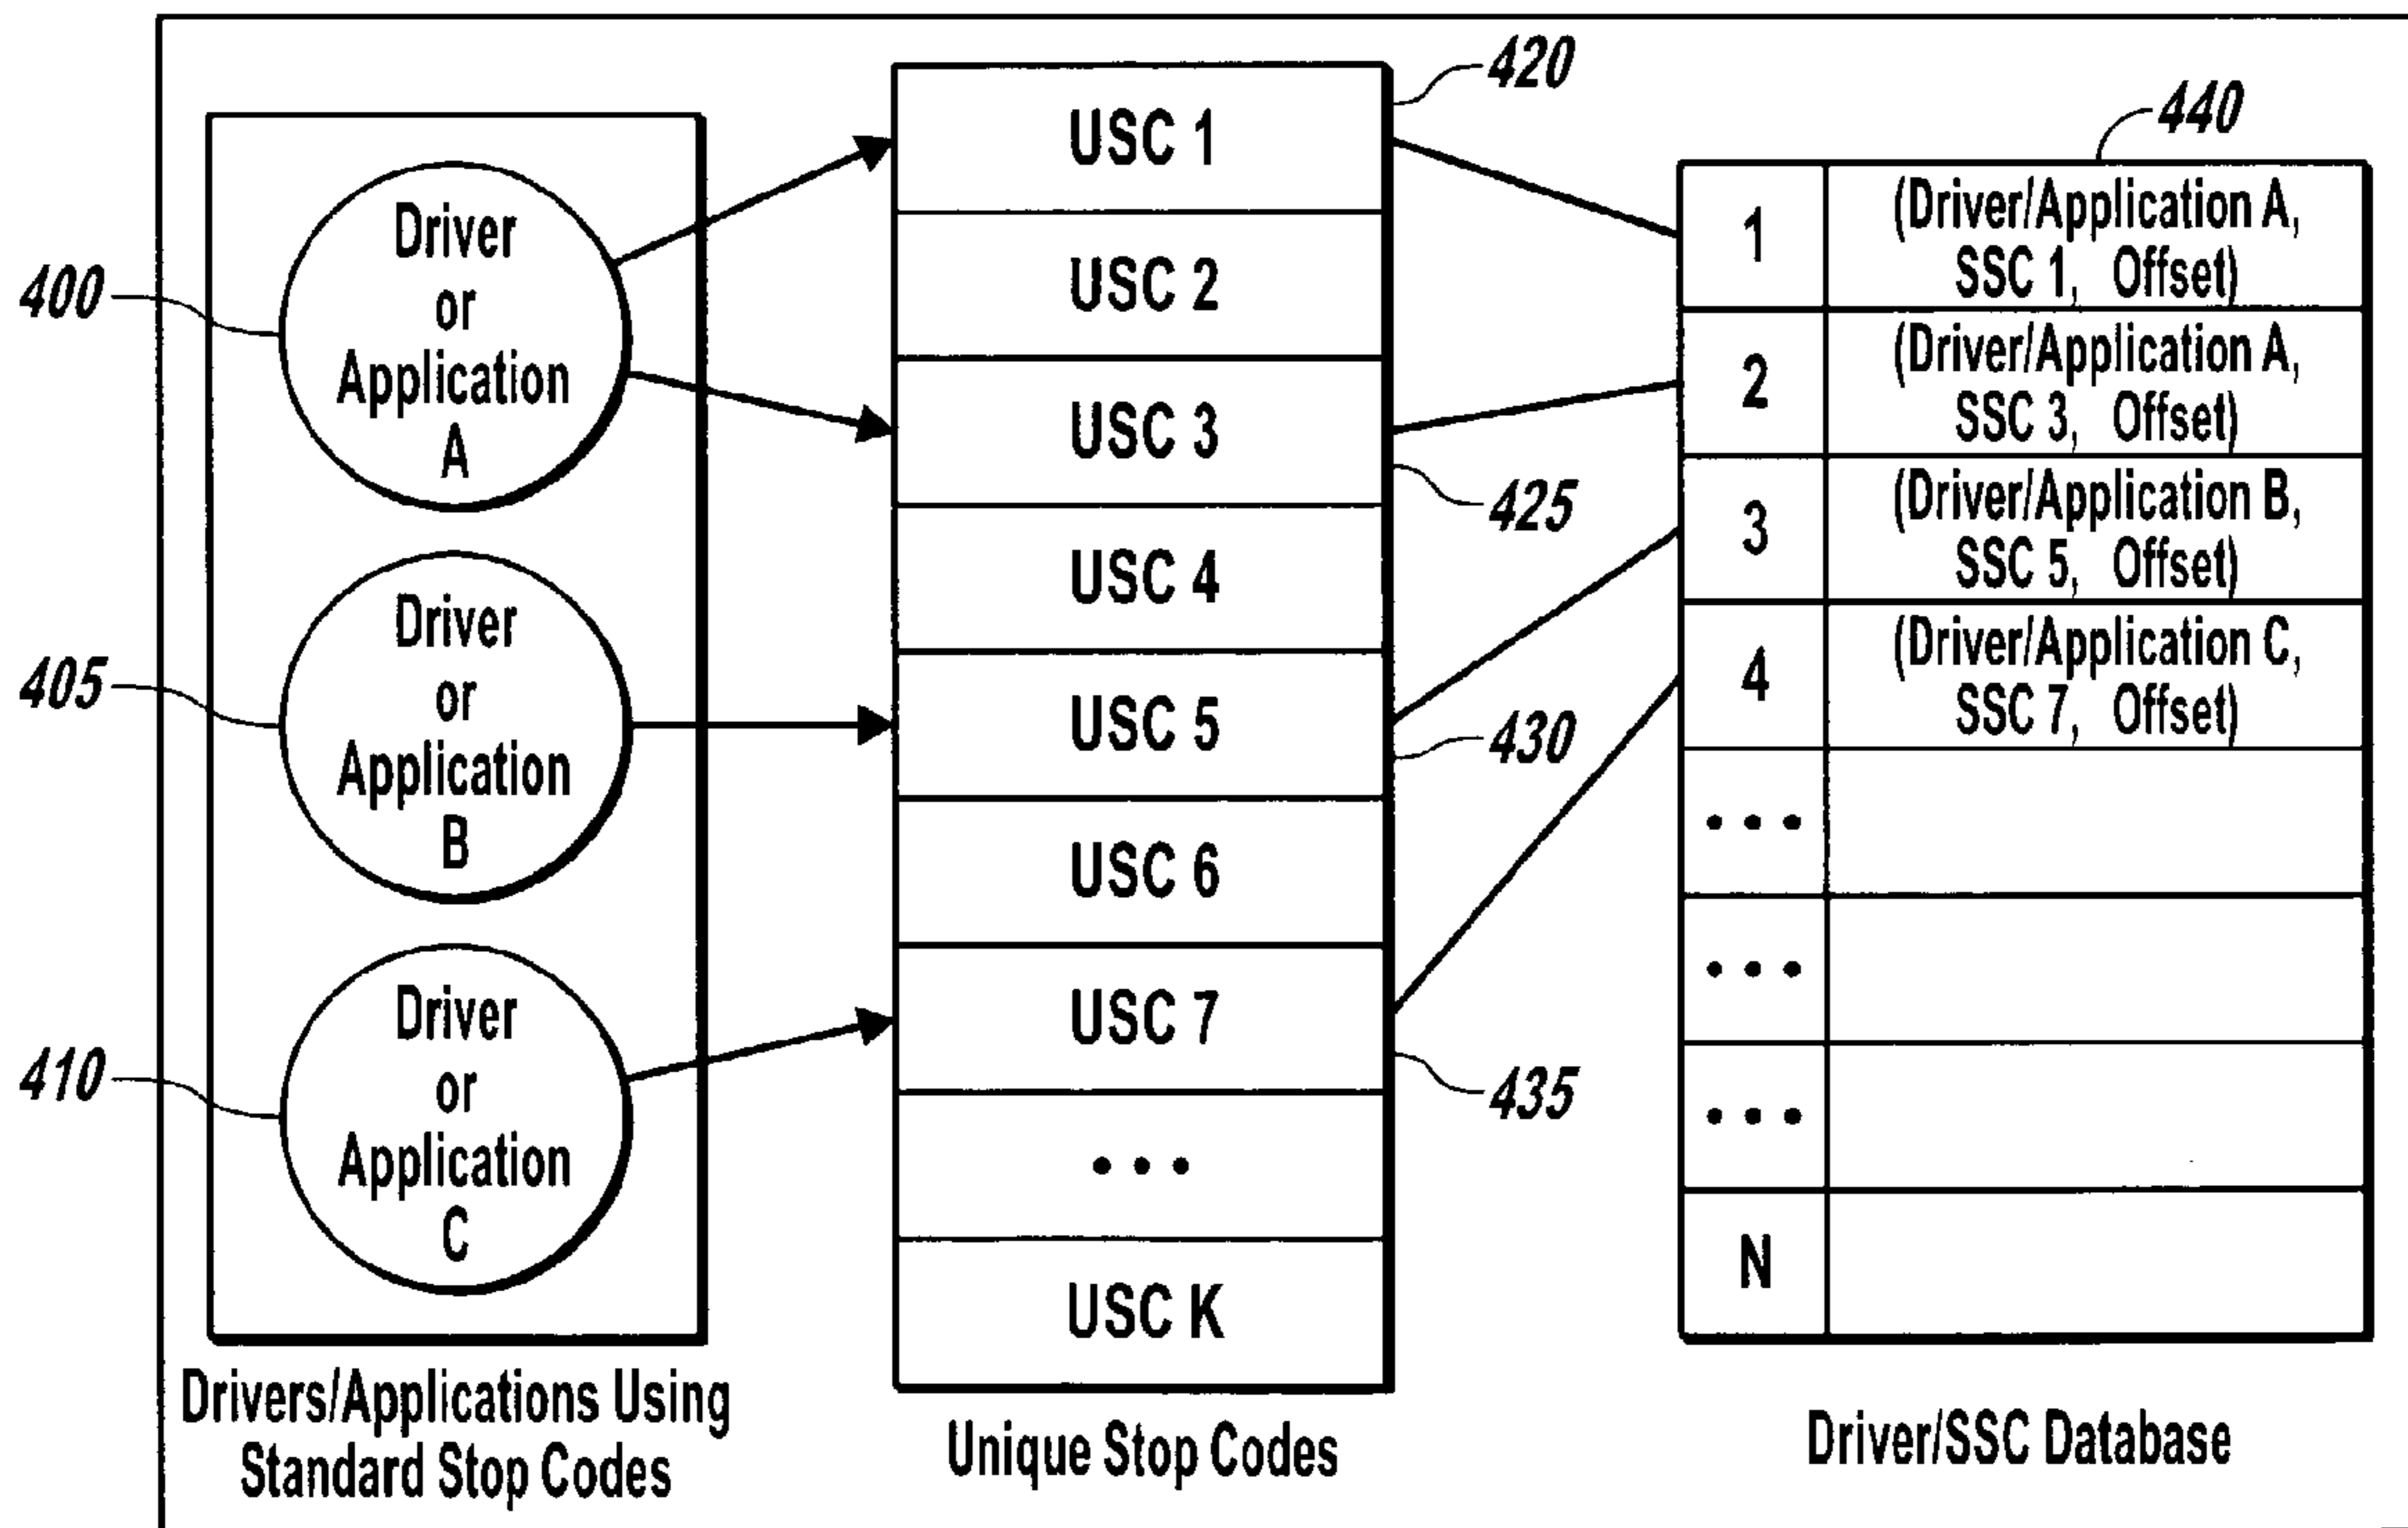 400
405
410
Driver
or
Application
A
Driver
or
Application
B
Driver
or
Application
C
Drivers/Applications Using
Standard Stop Codes
420
USC 1
USC 2
USC 3
425
USC 4
USC 5
430
USC 6
USC 7
435
• • •
USC K
Unique Stop Codes
440
1
(Driver/Application A,
SSC 1, Offset)
2
(Driver/Application A,
SSC 3, Offset)
3
(Driver/Application B,
SSC 5, Offset)
4
(Driver/Application C,
SSC 7, Offset)
• • •
• • •
• • •
N
Driver/SSC Database